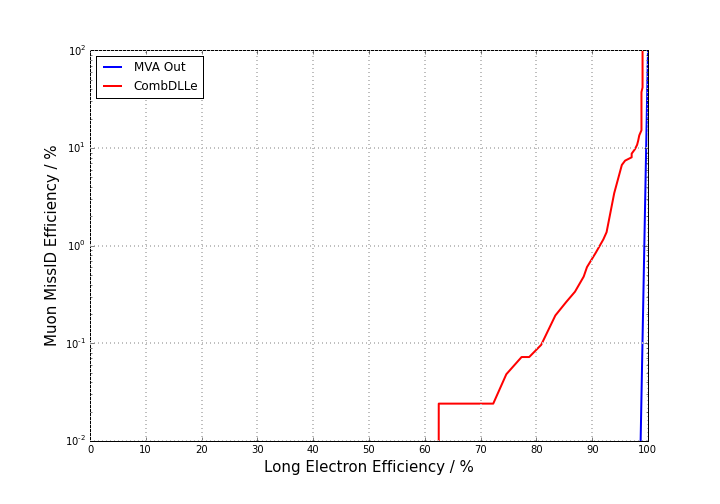 MVA Out
CombDLLe
10²
10¹
10⁰
10⁻¹
10⁻²
Muon MissID Efficiency / %
0 10 20 30 40 50 60 70 80 90 100
Long Electron Efficiency / %